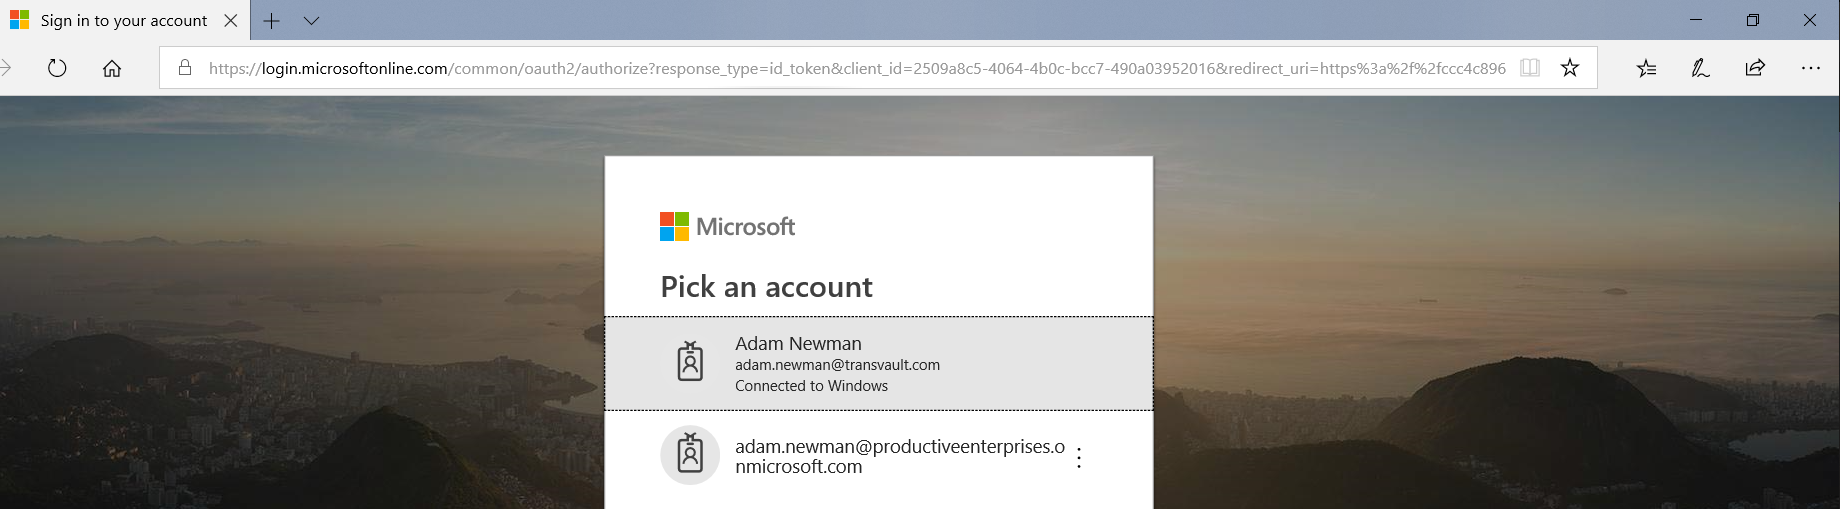 Sign in to your account
https://login.microsoftonline.com/common/oauth2/authorize?response_type=id_token&client_id=2509a8c5-4064-4b0c-bcc7-490a03952016&redirect_uri=https%3a%2f%2fccc4c896
Microsoft
Pick an account
Adam Newman
adam.newman@transvault.com
Connected to Windows
adam.newman@productiveenterprises.o
nmicrosoft.com